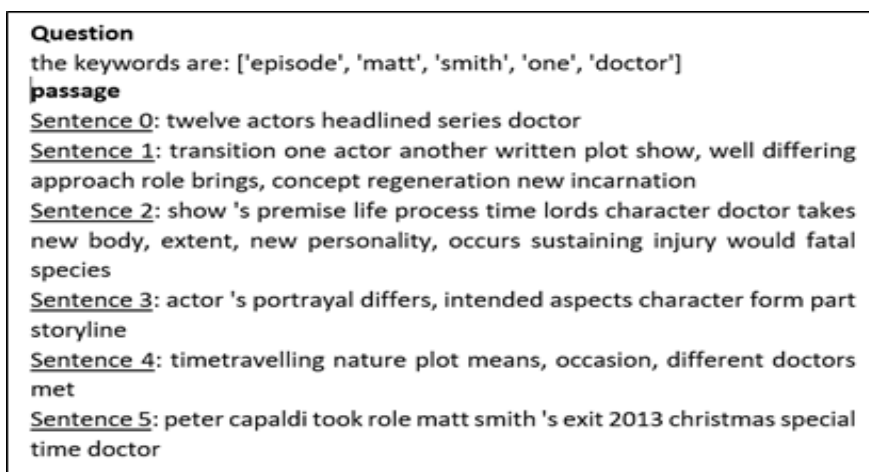 Question
the keywords are: ['episode', 'matt', 'smith', 'one', 'doctor']
passage
Sentence 0: twelve actors headlined series doctor
Sentence 1: transition one actor another written plot show, well differing
approach role brings, concept regeneration new incarnation
Sentence 2: show 's premise life process time lords character doctor takes
new body, extent, new personality, occurs sustaining injury would fatal
species
Sentence 3: actor 's portrayal differs, intended aspects character form part
storyline
Sentence 4: timetravelling nature plot means, occasion, different doctors
met
Sentence 5: peter capaldi took role matt smith 's exit 2013 christmas special
time doctor